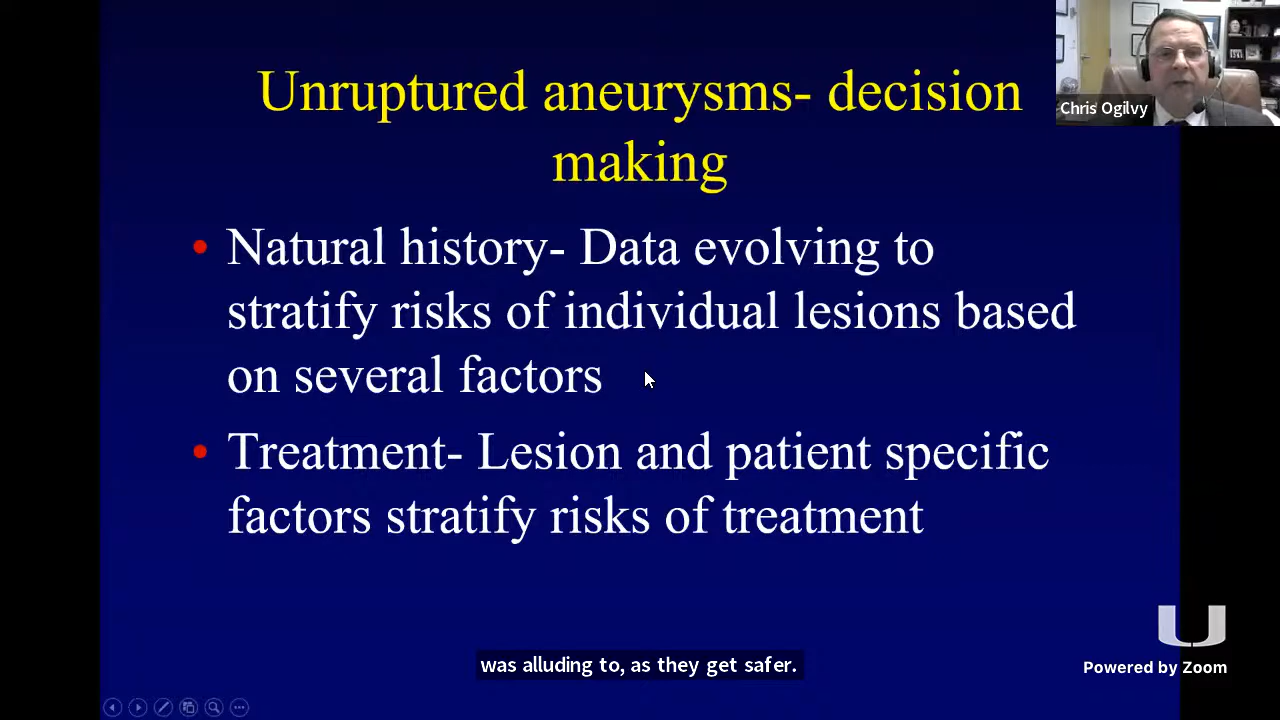 Unruptured aneurysms- decision
making
Chris Ogilvy
• Natural history- Data evolving to
stratify risks of individual lesions based
on several factors
• Treatment- Lesion and patient specific
factors stratify risks of treatment
was alluding to, as they get safer.
U
Powered by Zoom